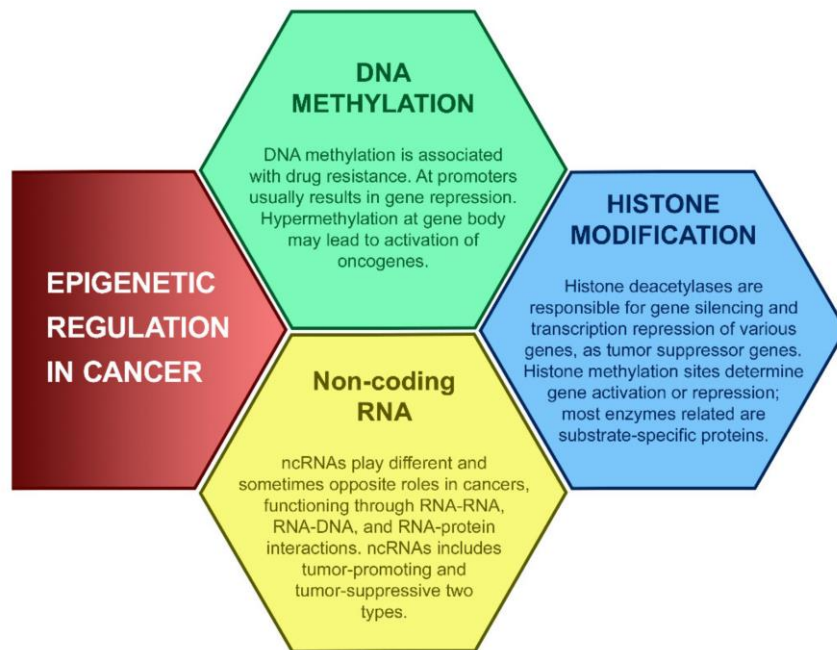 EPIGENETIC
REGULATION
IN CANCER
DNA
METHYLATION
DNA methylation is associated
with drug resistance. At promoters
usually results in gene repression.
Hypermethylation at gene body
may lead to activation of
oncogenes.
HISTONE
MODIFICATION
Histone deacetylases are
responsible for gene silencing and
transcription repression of various
genes, as tumor suppressor genes.
Histone methylation sites determine
gene activation or repression;
most enzymes related are
substrate-specific proteins.
Non-coding
RNA
ncRNAs play different and
sometimes opposite roles in cancers,
functioning through RNA-RNA,
RNA-DNA, and RNA-protein
interactions. ncRNAs includes
tumor-promoting and
tumor-suppressive two
types.